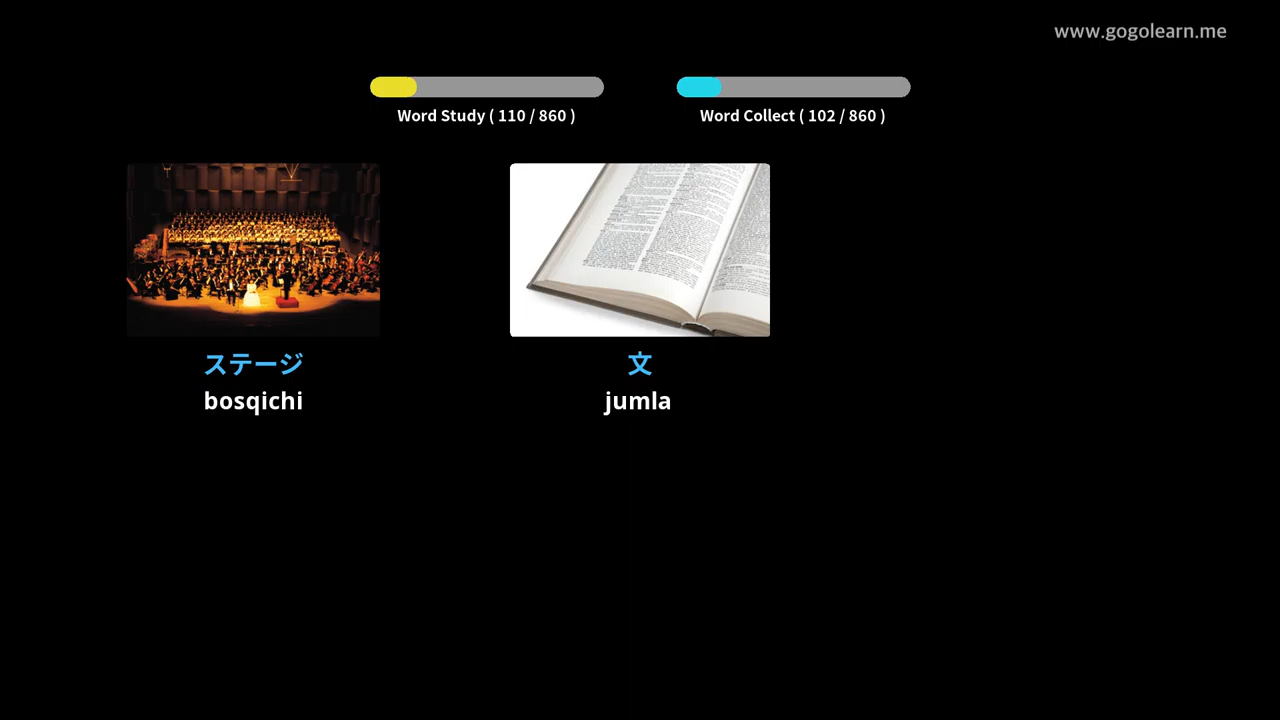 www.gogolearn.me
Word Study ( 110 / 860 )
Word Collect ( 102 / 860 )
ステージ
bosqichi
文
jumla